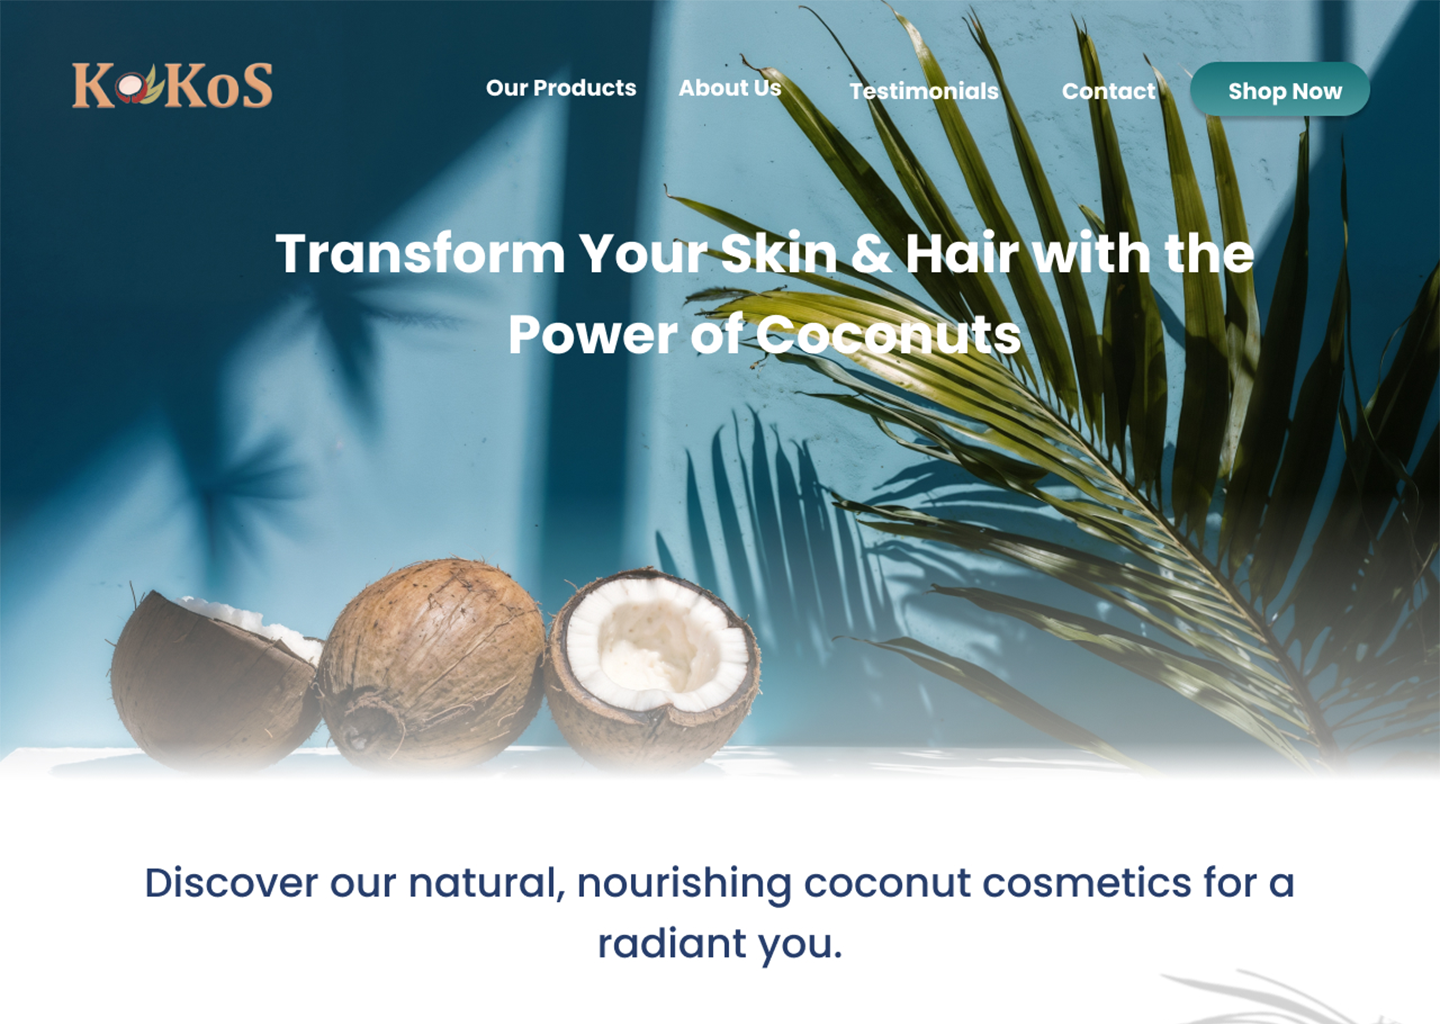 KoKoS
Our Products
About Us
Testimonials
Contact
Shop Now
Transform Your Skin & Hair with the
Power of Coconuts
Discover our natural, nourishing coconut cosmetics for a
radiant you.